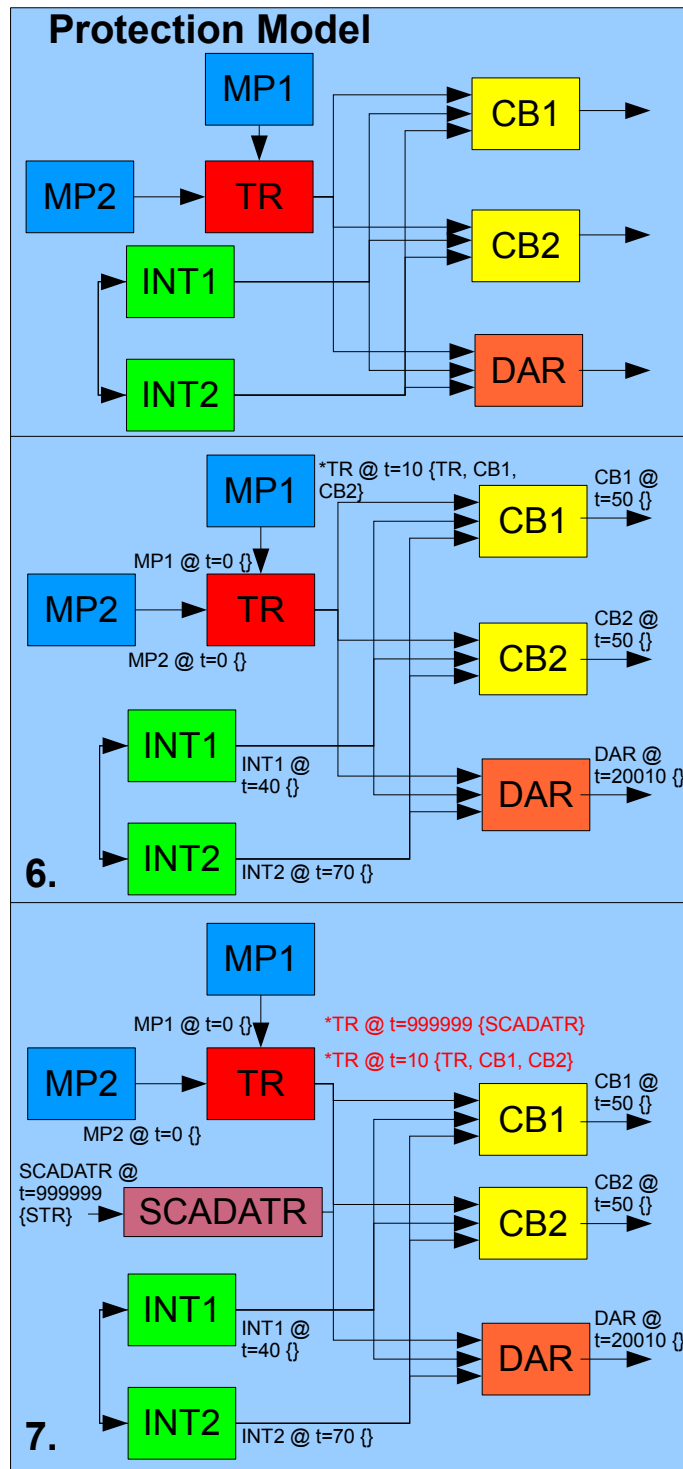 Protection Model
MP1
CB1
MP2
TR
CB2
INT1
DAR
INT2
*TR @ t=10 {TR, CB1,
CB2}
CB1 @
t=50 {}
MP1
CB1
MP1 @ t=0 {}
MP2
TR
CB2 @
t=50 {}
MP2 @ t=0 {}
CB2
INT1
INT1 @
t=40 {}
DAR @
t=20010 {}
DAR
INT2
INT2 @ t=70 {}
6.
MP1
MP1 @ t=0 {}
*TR @ t=999999 {SCADATR}
*TR @ t=10 {TR, CB1, CB2}
MP2
TR
CB1 @
t=50 {}
CB1
MP2 @ t=0 {}
SCADATR @
t=999999
{STR}
SCADATR
CB2 @
t=50 {}
CB2
INT1
INT1 @
t=40 {}
DAR @
t=20010 {}
DAR
INT2
INT2 @ t=70 {}
7.